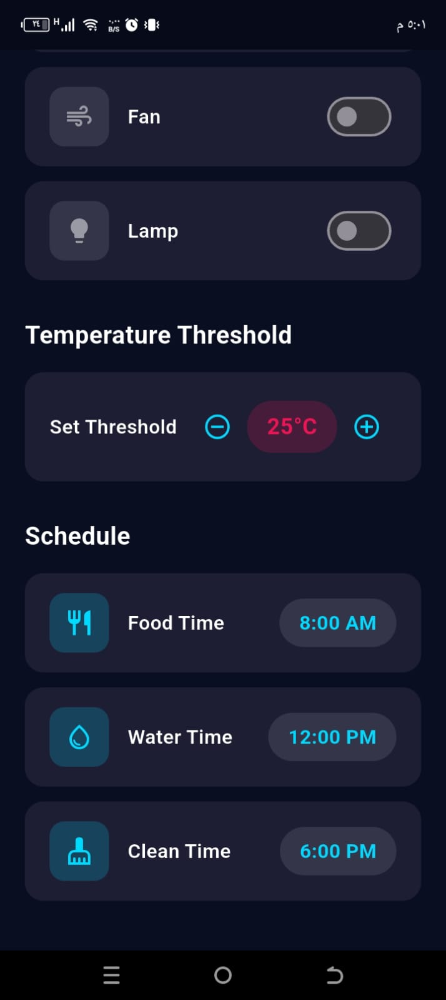 ٢٤ H B/S ٥:٠١ م
Fan
Lamp
Temperature Threshold
Set Threshold 25°C
Schedule
Food Time 8:00 AM
Water Time 12:00 PM
Clean Time 6:00 PM